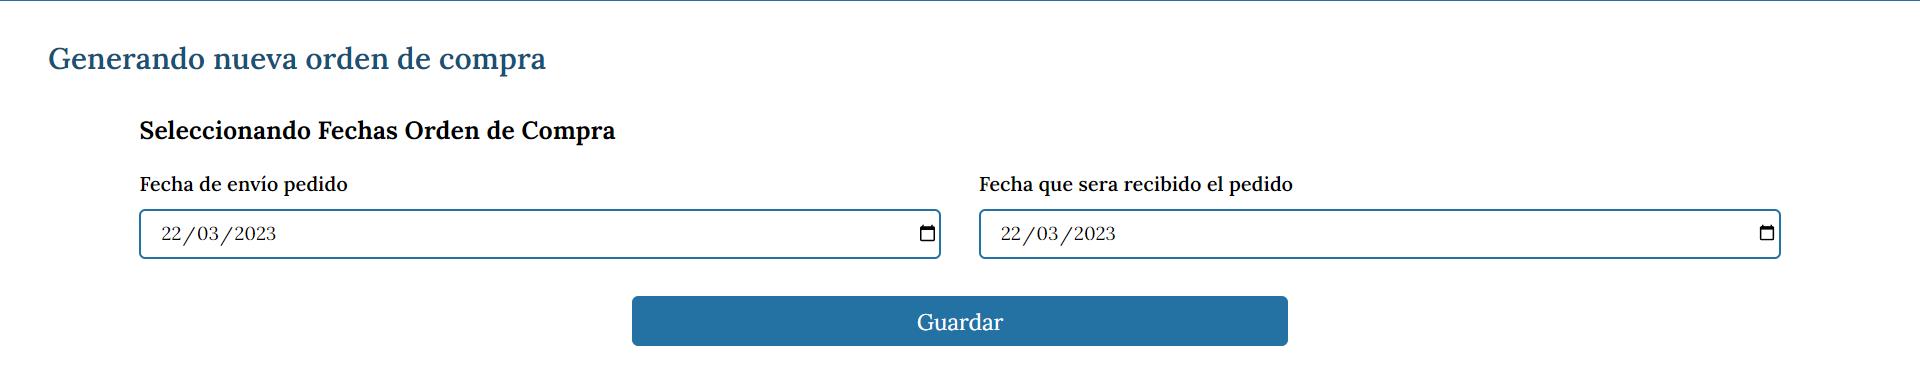 Generando nueva orden de compra
Seleccionando Fechas Orden de Compra
Fecha de envío pedido
Fecha que sera recibido el pedido
22/03/2023
22/03/2023
Guardar